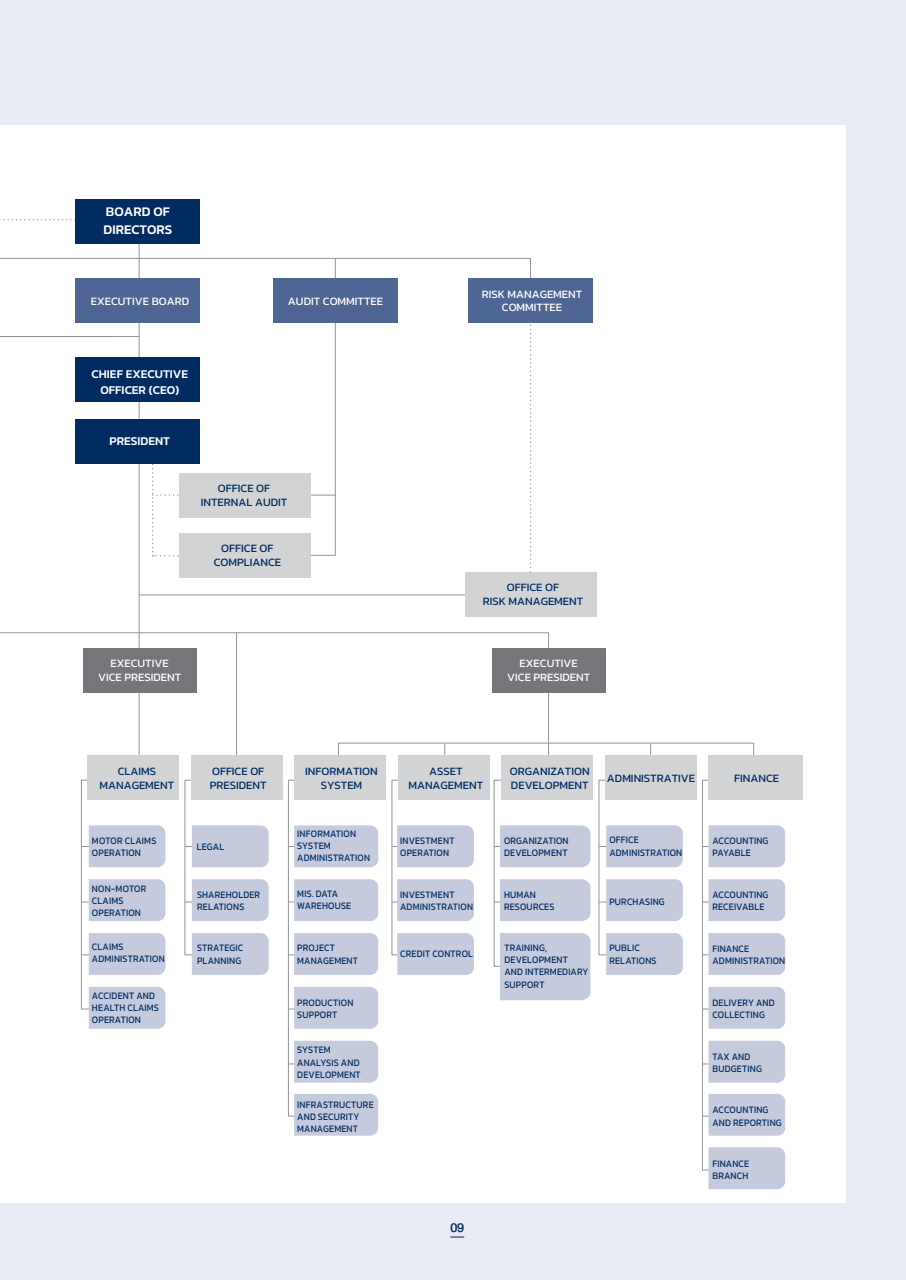 BOARD OF
DIRECTORS
EXECUTIVE BOARD
AUDIT COMMITTEE
RISK MANAGEMENT
COMMITTEE
CHIEF EXECUTIVE
OFFICER (CEO)
PRESIDENT
OFFICE OF
INTERNAL AUDIT
OFFICE OF
COMPLIANCE
OFFICE OF
RISK MANAGEMENT
EXECUTIVE
VICE PRESIDENT
EXECUTIVE
VICE PRESIDENT
CLAIMS
MANAGEMENT
MOTOR CLAIMS
OPERATION
NON-MOTOR
CLAIMS
OPERATION
CLAIMS
ADMINISTRATION
ACCIDENT AND
HEALTH CLAIMS
OPERATION
OFFICE OF
PRESIDENT
LEGAL
SHAREHOLDER
RELATIONS
STRATEGIC
PLANNING
INFORMATION
SYSTEM
INFORMATION
SYSTEM
ADMINISTRATION
MIS. DATA
WAREHOUSE
PROJECT
MANAGEMENT
PRODUCTION
SUPPORT
SYSTEM
ANALYSIS AND
DEVELOPMENT
INFRASTRUCTURE
AND SECURITY
MANAGEMENT
ASSET
MANAGEMENT
INVESTMENT
OPERATION
INVESTMENT
ADMINISTRATION
CREDIT CONTROL
ORGANIZATION
DEVELOPMENT
ORGANIZATION
DEVELOPMENT
HUMAN
RESOURCES
TRAINING,
DEVELOPMENT
AND INTERMEDIARY
SUPPORT
ADMINISTRATIVE
OFFICE
ADMINISTRATION
PURCHASING
PUBLIC
RELATIONS
FINANCE
ACCOUNTING
PAYABLE
ACCOUNTING
RECEIVABLE
FINANCE
ADMINISTRATION
DELIVERY AND
COLLECTING
TAX AND
BUDGETING
ACCOUNTING
AND REPORTING
FINANCE
BRANCH
09